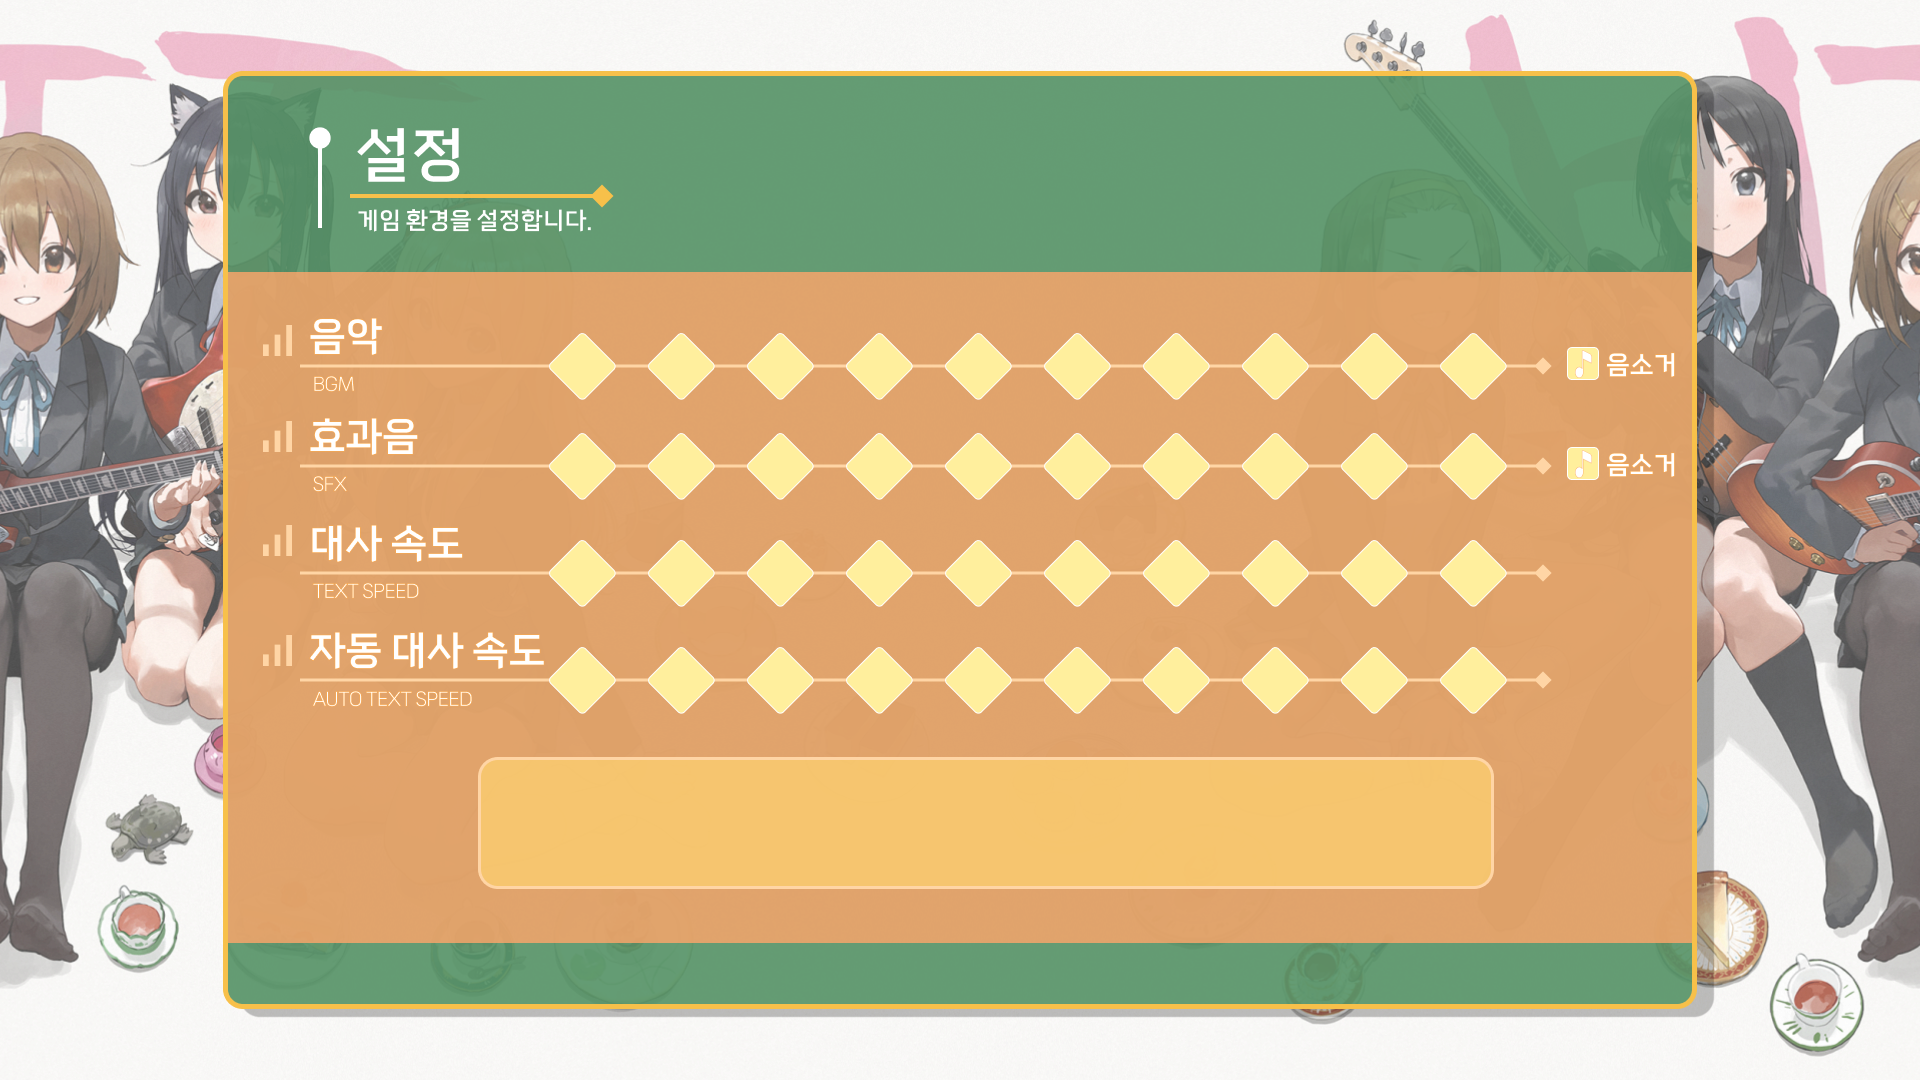 설정
게임 환경을 설정합니다.
음악
BGM
음소거
효과음
SFX
음소거
대사 속도
TEXT SPEED
자동 대사 속도
AUTO TEXT SPEED